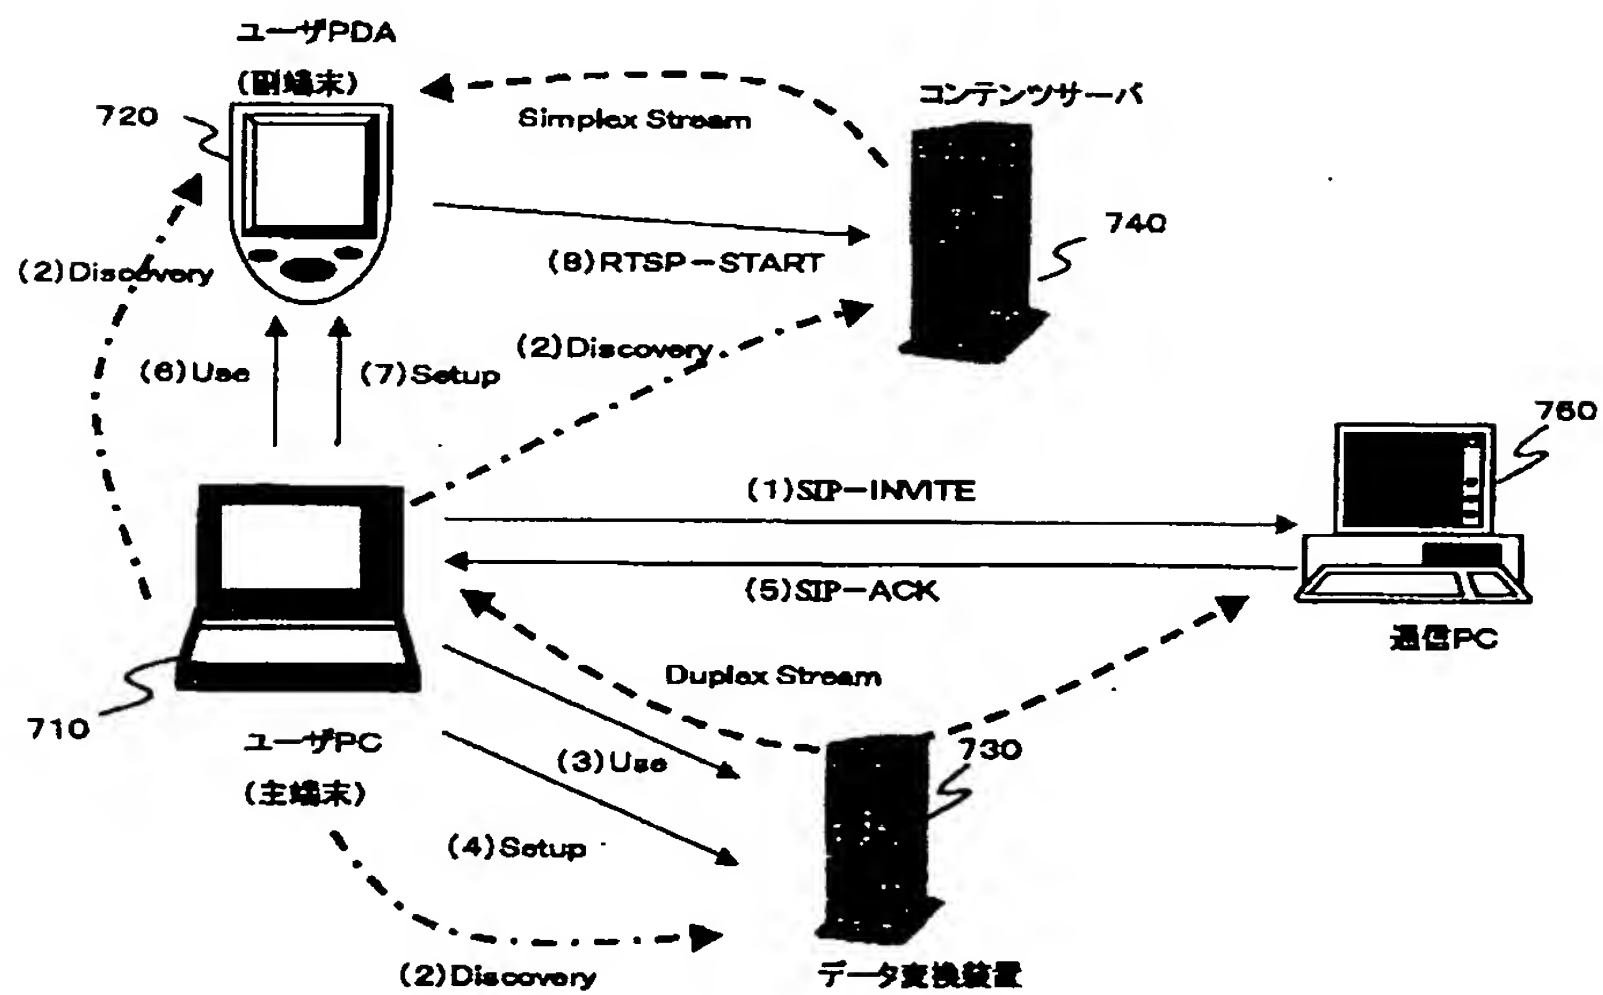 ユーザPDA
(副端末)
720
Simplex Stream
コンテンツサーバ
740
(8)RTSP-START
(2)Discovery
(2)Discovery
(6)Use
(7)Setup
760
(1)SIP-INVITE
(5)SIP-ACK
通信PC
Duplex Stream
710
ユーザPC
(主端末)
(3)Use
730
(4)Setup
(2)Discovery
データ変換装置